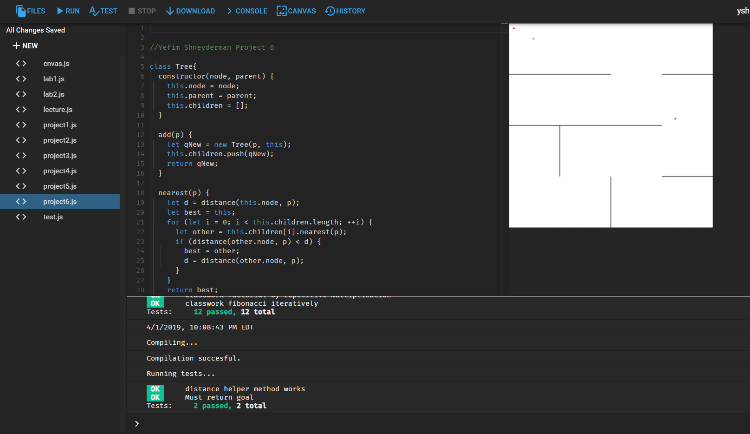 FILES RUN TEST STOP DOWNLOAD CONSOLE CANVAS HISTORY ysh
All Changes Saved
NEW
cnvas.js
lab1.js
lab2.js
lecture.js
project1.js
project2.js
project3.js
project4.js
project5.js
project6.js
test.js
1
2
3 //Yefim Shneyderman Project 6
4
5 class Tree{
6 constructor(node, parent) {
7 this.node = node;
8 this.parent = parent;
9 this.children = [];
10 }
11
12 add(p) {
13 let qNew = new Tree(p, this);
14 this.children.push(qNew);
15 return qNew;
16 }
17
18 nearest(p) {
19 let d = distance(this.node, p);
20 let best = this;
21 for (let i = 0; i < this.children.length; ++i) {
22 let other = this.children[i].nearest(p);
23 if (distance(other.node, p) < d) {
24 best = other;
25 d = distance(other.node, p);
26 }
27 }
28 return best;
OK classwork factorial by repetitive multiplication
OK classwork fibonacci iteratively
Tests: 12 passed, 12 total
4/1/2019, 10:08:43 PM EDT
Compiling...
Compilation succesful.
Running tests...
OK distance helper method works
OK Must return goal
Tests: 2 passed, 2 total